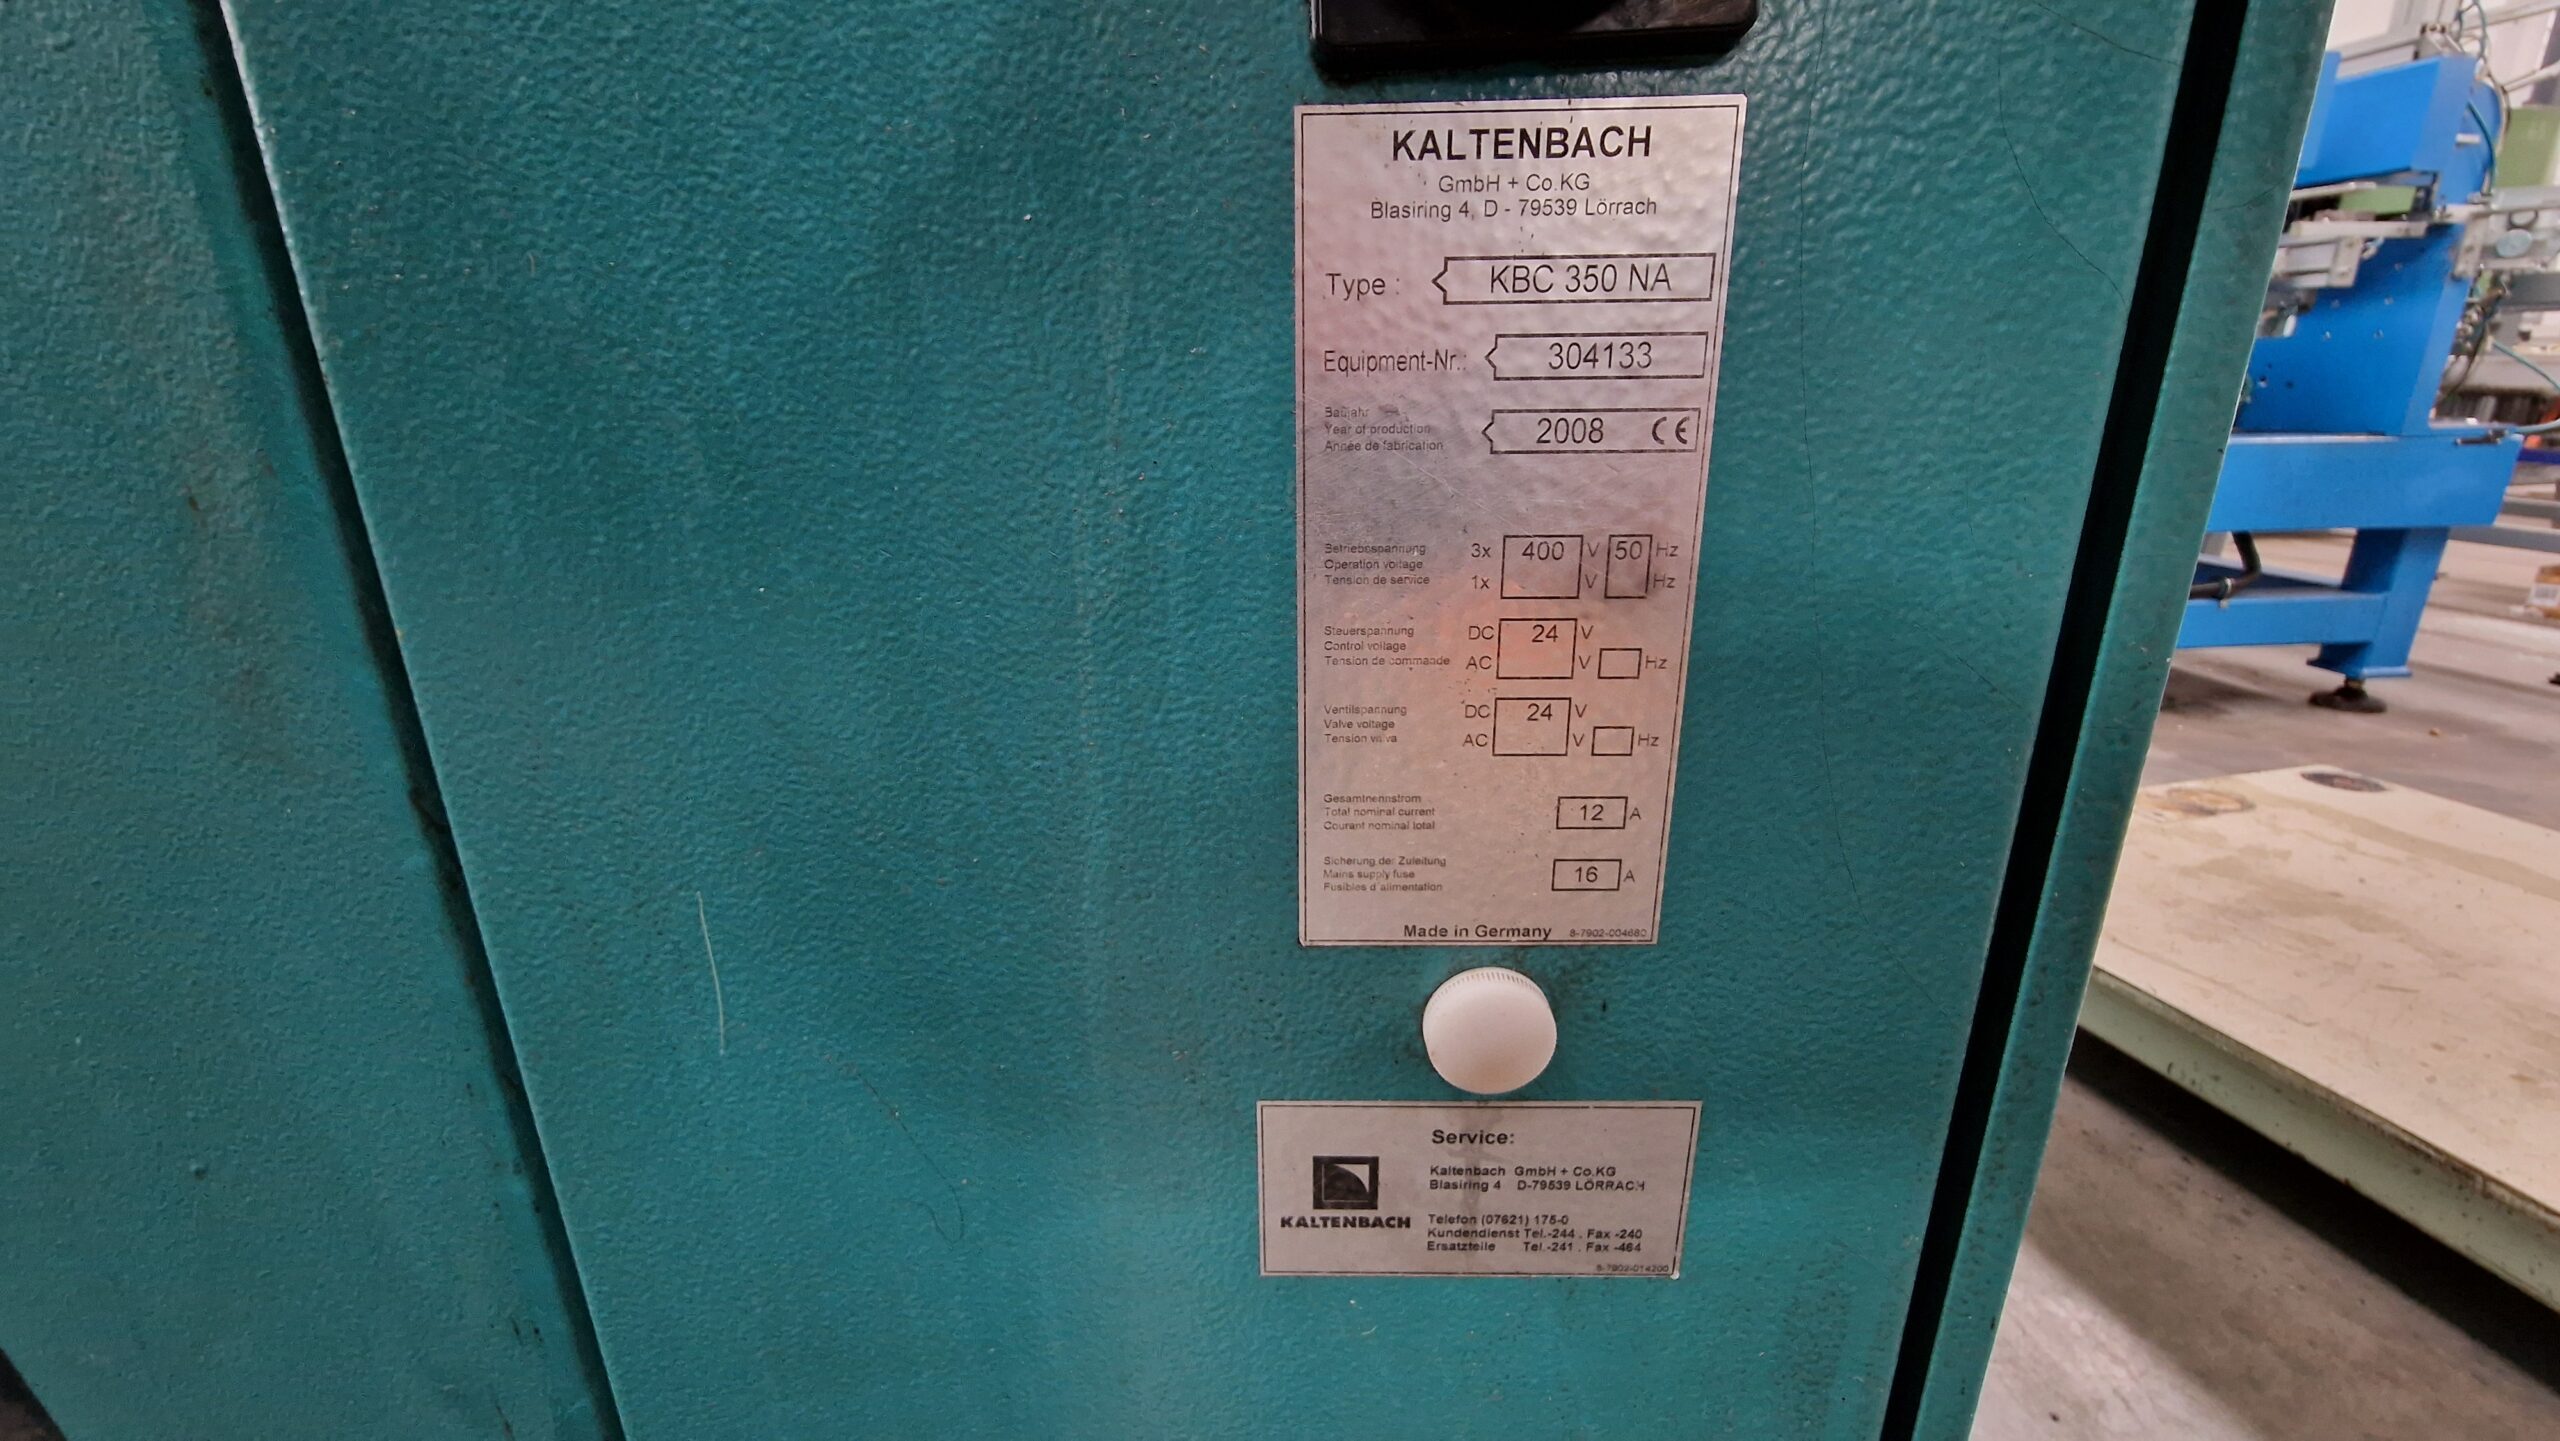 KALTENBACH
GmbH + Co.KG
Blasiring 4, D - 79539 Lörrach
Type : KBC 350 NA
Equipment-Nr.: 304133
Baujahr
Year of production 2008 CE
Année de fabrication
Betriebsspannung 3x 400 V 50 Hz
Operation voltage
Tension de service 1x V Hz
Steuerspannung DC 24 V
Control voltage
Tension de commande AC V Hz
Ventilspannung DC 24 V
Valve voltage
Tension AC V Hz
Gesamtnennstrom
Total nominal current 12 A
Courant nominal total
Sicherung der Zuleitung
Mains supply fuse 16 A
Fusibles d'alimentation
Made in Germany 8-7902-004680
Service:
KALTENBACH
Kaltenbach GmbH + Co.KG
Blasiring 4 D-79539 LÖRRACH
Telefon (07621) 175-0
Kundendienst Tel.-244 . Fax -240
Ersatzteile Tel.-241 . Fax -464
8-7902-014200